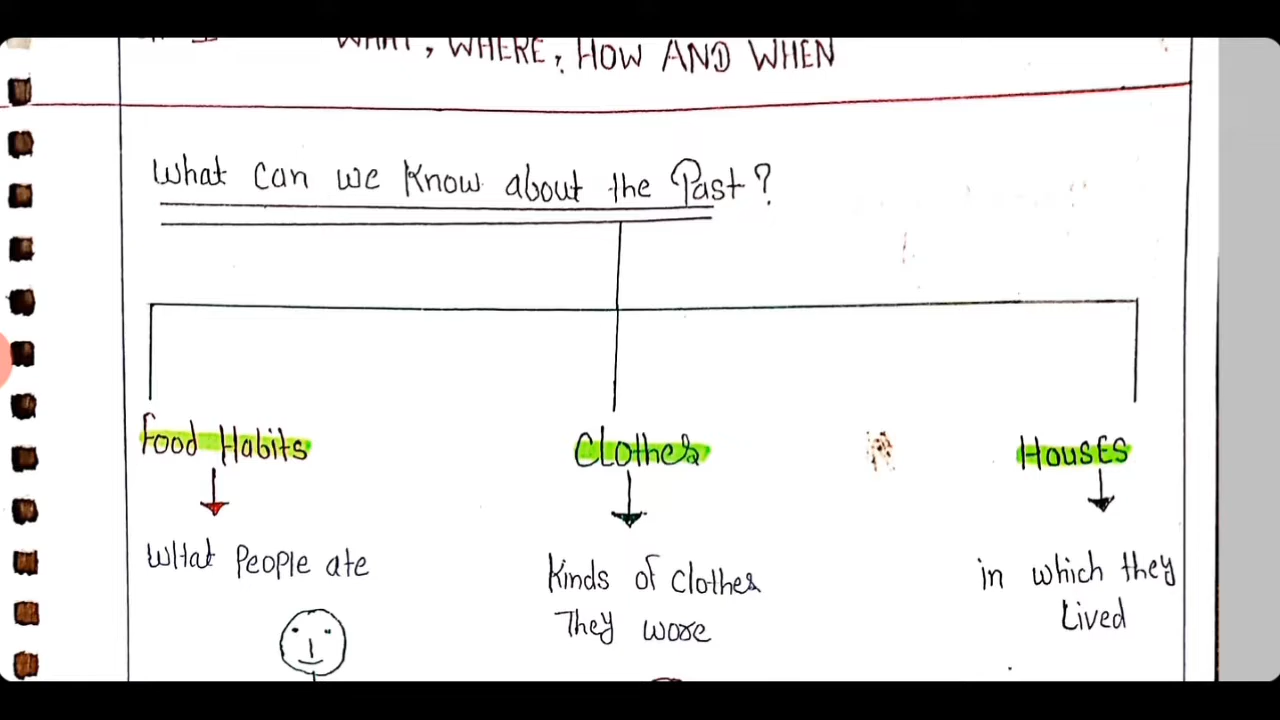 WHAT, WHERE, HOW AND WHEN
What can we Know about the Past?
Food Habits
Clothes
HousEs
What People ate
Kinds of clothes
They wore
in which they
Lived